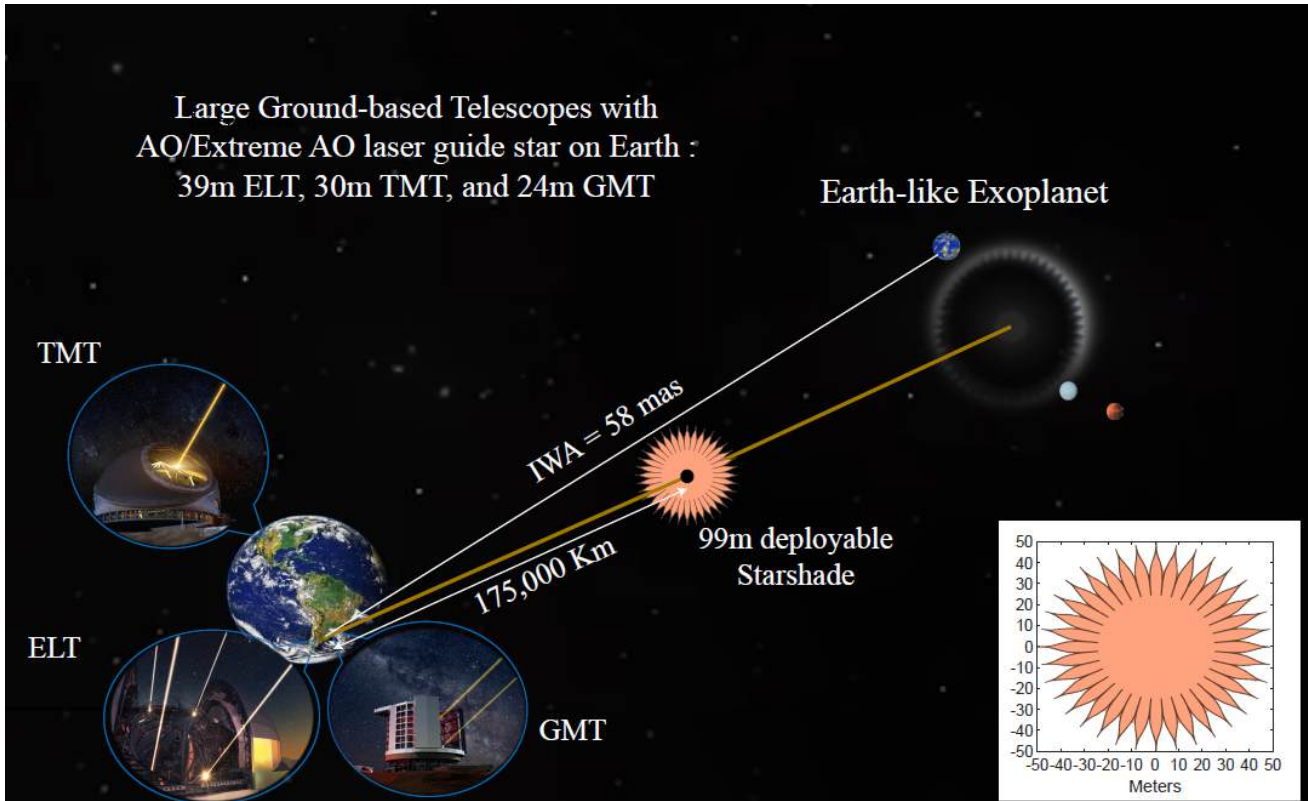 Large Ground-based Telescopes with
AO/Extreme AO laser guide star on Earth :
39m ELT, 30m TMT, and 24m GMT
Earth-like Exoplanet
TMT
IWA = 58 mas
99m deployable
Starshade
175,000 Km
ELT
GMT
50
40
30
20
10
0
-10
-20
-30
-40
-50
-50 -40 -30 -20 -10 0 10 20 30 40 50
Meters